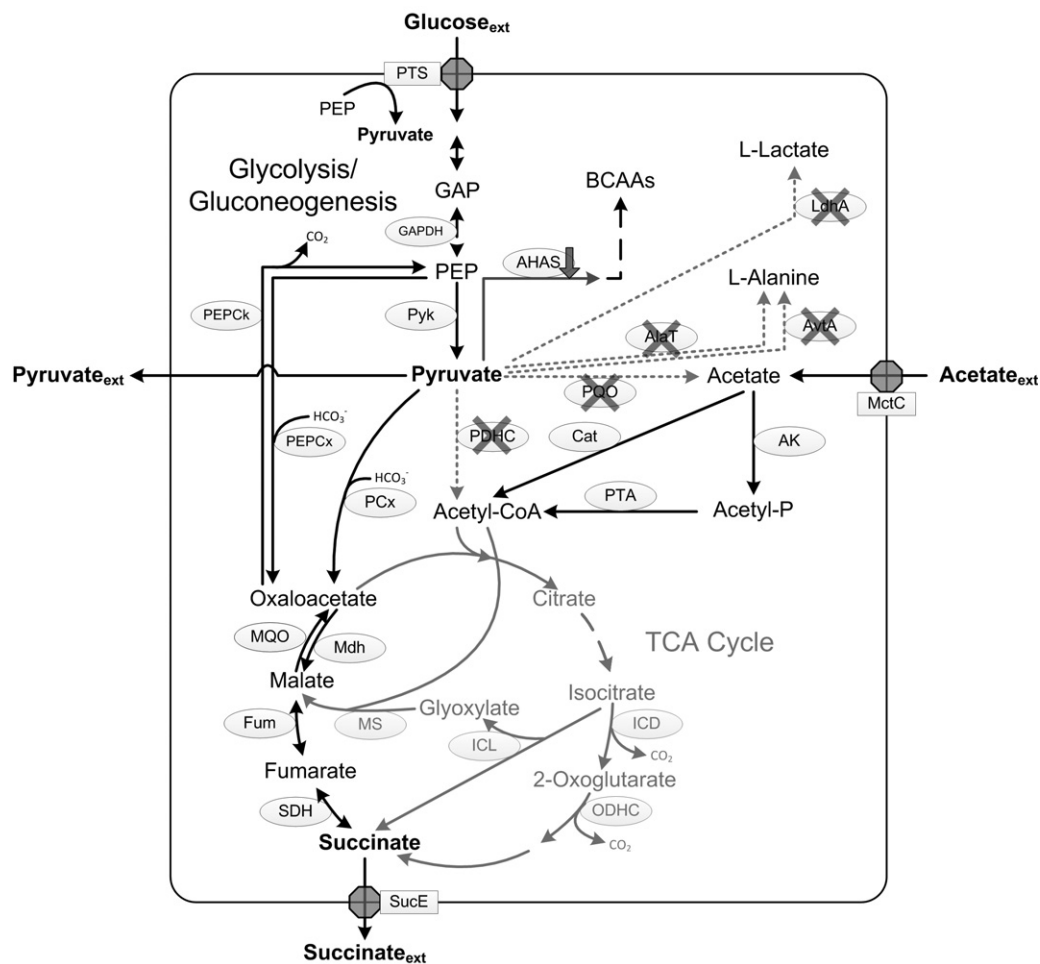 Glucoseext
PTS
PEP
Pyruvate
L-Lactate
Glycolysis/
Gluconeogenesis
GAP
BCAAs
LdhA
CO2
GAPDH
AHAS
PEP
L-Alanine
PEPCk
Pyk
AlaT
AvtA
Pyruvateext
Pyruvate
Acetate
Acetateext
PQO
MctC
HCO3-
PEPCx
PDHC
Cat
AK
HCO3-
PCx
PTA
Acetyl-CoA
Acetyl-P
Oxaloacetate
Citrate
MQO
Mdh
TCA Cycle
Malate
Isocitrate
Glyoxylate
Fum
MS
ICD
ICL
CO2
Fumarate
2-Oxoglutarate
SDH
ODHC
Succinate
CO2
SucE
Succinateext